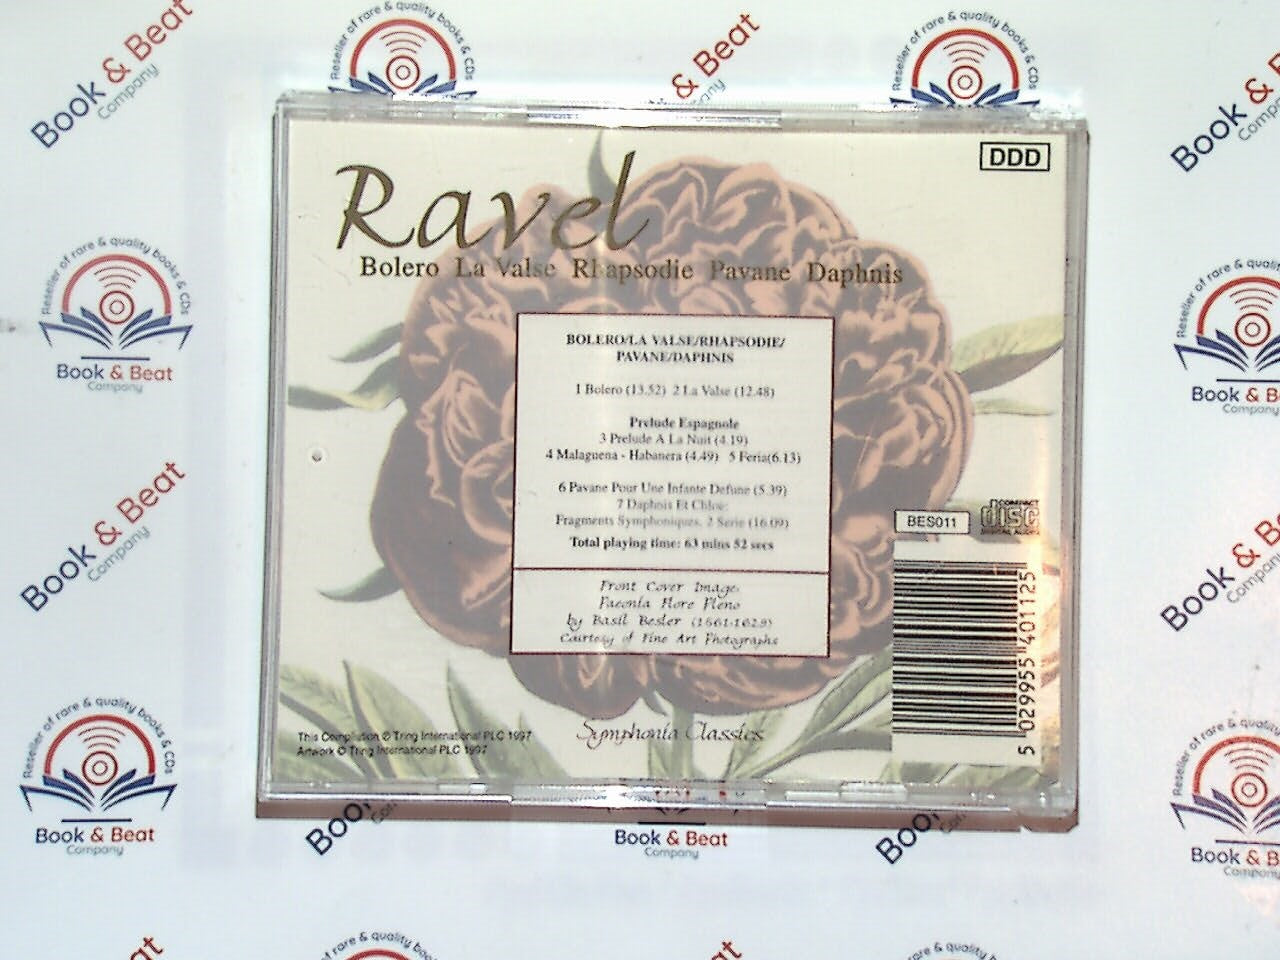 Ravel
DDD
Bolero La Valse Rhapsodie Pavane Daphnis
BOLERO/LA VALSE/RHAPSODIE/
PAVANE/DAPHNIS
1 Bolero (13.52) 2 La Valse (12.48)
Prelude Espagnole
3 Prelude A La Nuit (4.19)
4 Malaguena - Habanera (4.49) 5 Feria(6.13)
6 Pavane Pour Une Infante Defune (5.39)
7 Daphnis Et Chloe:
Fragments Symphoniques, 2 Serie (16.09)
Total playing time: 63 mins 52 secs
Front Cover Image:
Paeonia Flore Pleno
by Basil Besler (1561-1629)
Courtesy of Fine Art Photographs
BES011
COMPACT
disc
DIGITAL AUDIO
5 029955 401125
Symphonia Classics
This Compilation © Tring International PLC 1997
Artwork © Tring International PLC 1997
Reseller of rare & quality books & CDs
Book & Beat
Company